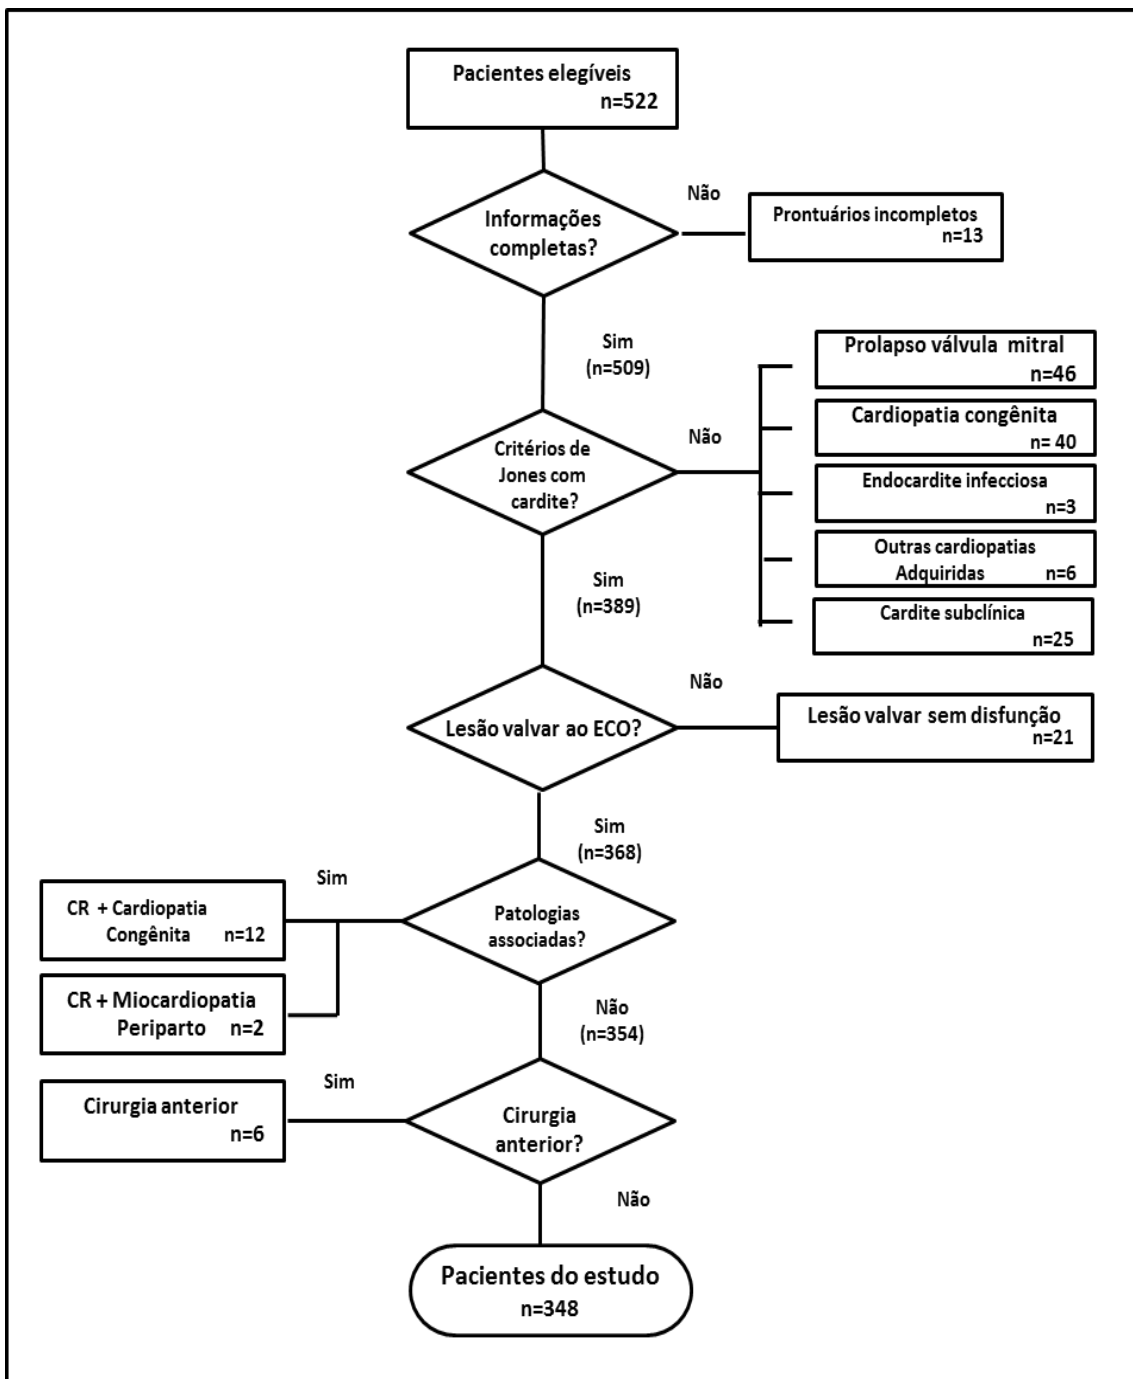 Pacientes elegíveis
n=522
Não
Informações
completas?
Prontuários incompletos
n=13
Sim
(n=509)
Prolapso válvula mitral
n=46
Não
Critérios de
Jones com
cardite?
Cardiopatia congênita
n= 40
Endocardite infecciosa
n=3
Outras cardiopatias
Adquiridas n=6
Sim
(n=389)
Cardite subclínica
n=25
Não
Lesão valvar ao ECO?
Lesão valvar sem disfunção
n=21
Sim
(n=368)
Sim
CR + Cardiopatia
Congênita n=12
Patologias
associadas?
CR + Miocardiopatia
Periparto n=2
Não
(n=354)
Sim
Cirurgia anterior
n=6
Cirurgia
anterior?
Não
Pacientes do estudo
n=348